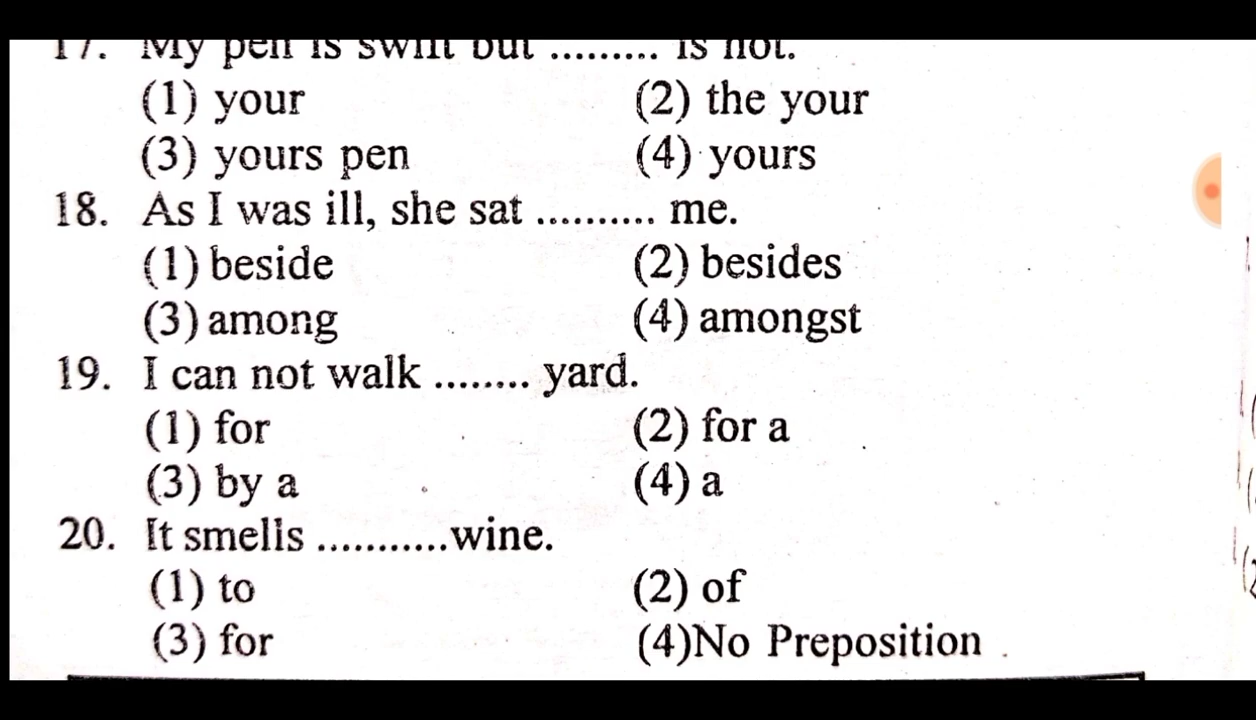 17. My pen is swift but ......... is not.
(1) your (2) the your
(3) yours pen (4) yours
18. As I was ill, she sat .......... me.
(1) beside (2) besides
(3) among (4) amongst
19. I can not walk ........ yard.
(1) for (2) for a
(3) by a (4) a
20. It smells ...........wine.
(1) to (2) of
(3) for (4)No Preposition